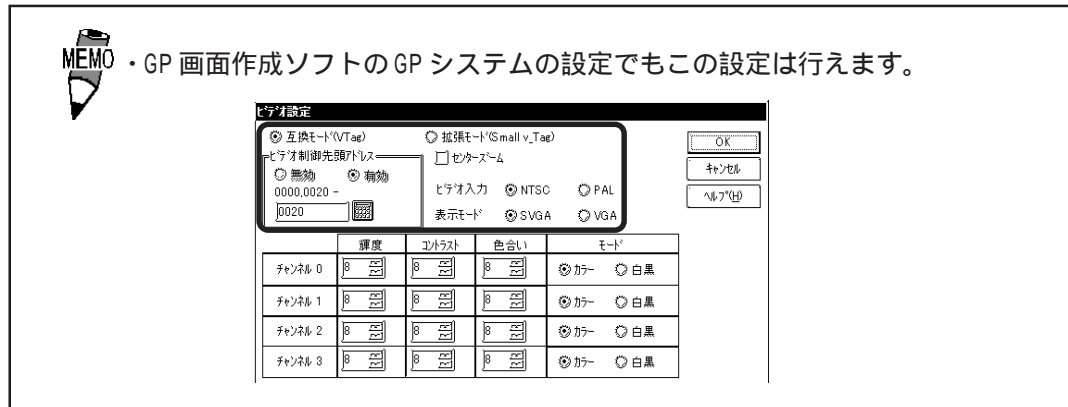 MEMO ・GP 画面作成ソフトの GP システムの設定でもこの設定は行えます。
ビデオ設定
互換モード(VTag) 拡張モード(Small v_Tag) OK
ビデオ制御先頭アドレス センターズーム キャンセル
無効 有効 ヘルプ(H)
0000,0020 - ビデオ入力 NTSC PAL
0020 表示モード SVGA VGA
輝度 コントラスト 色合い モード
チャンネル 0 8 8 8 カラー 白黒
チャンネル 1 8 8 8 カラー 白黒
チャンネル 2 8 8 8 カラー 白黒
チャンネル 3 8 8 8 カラー 白黒